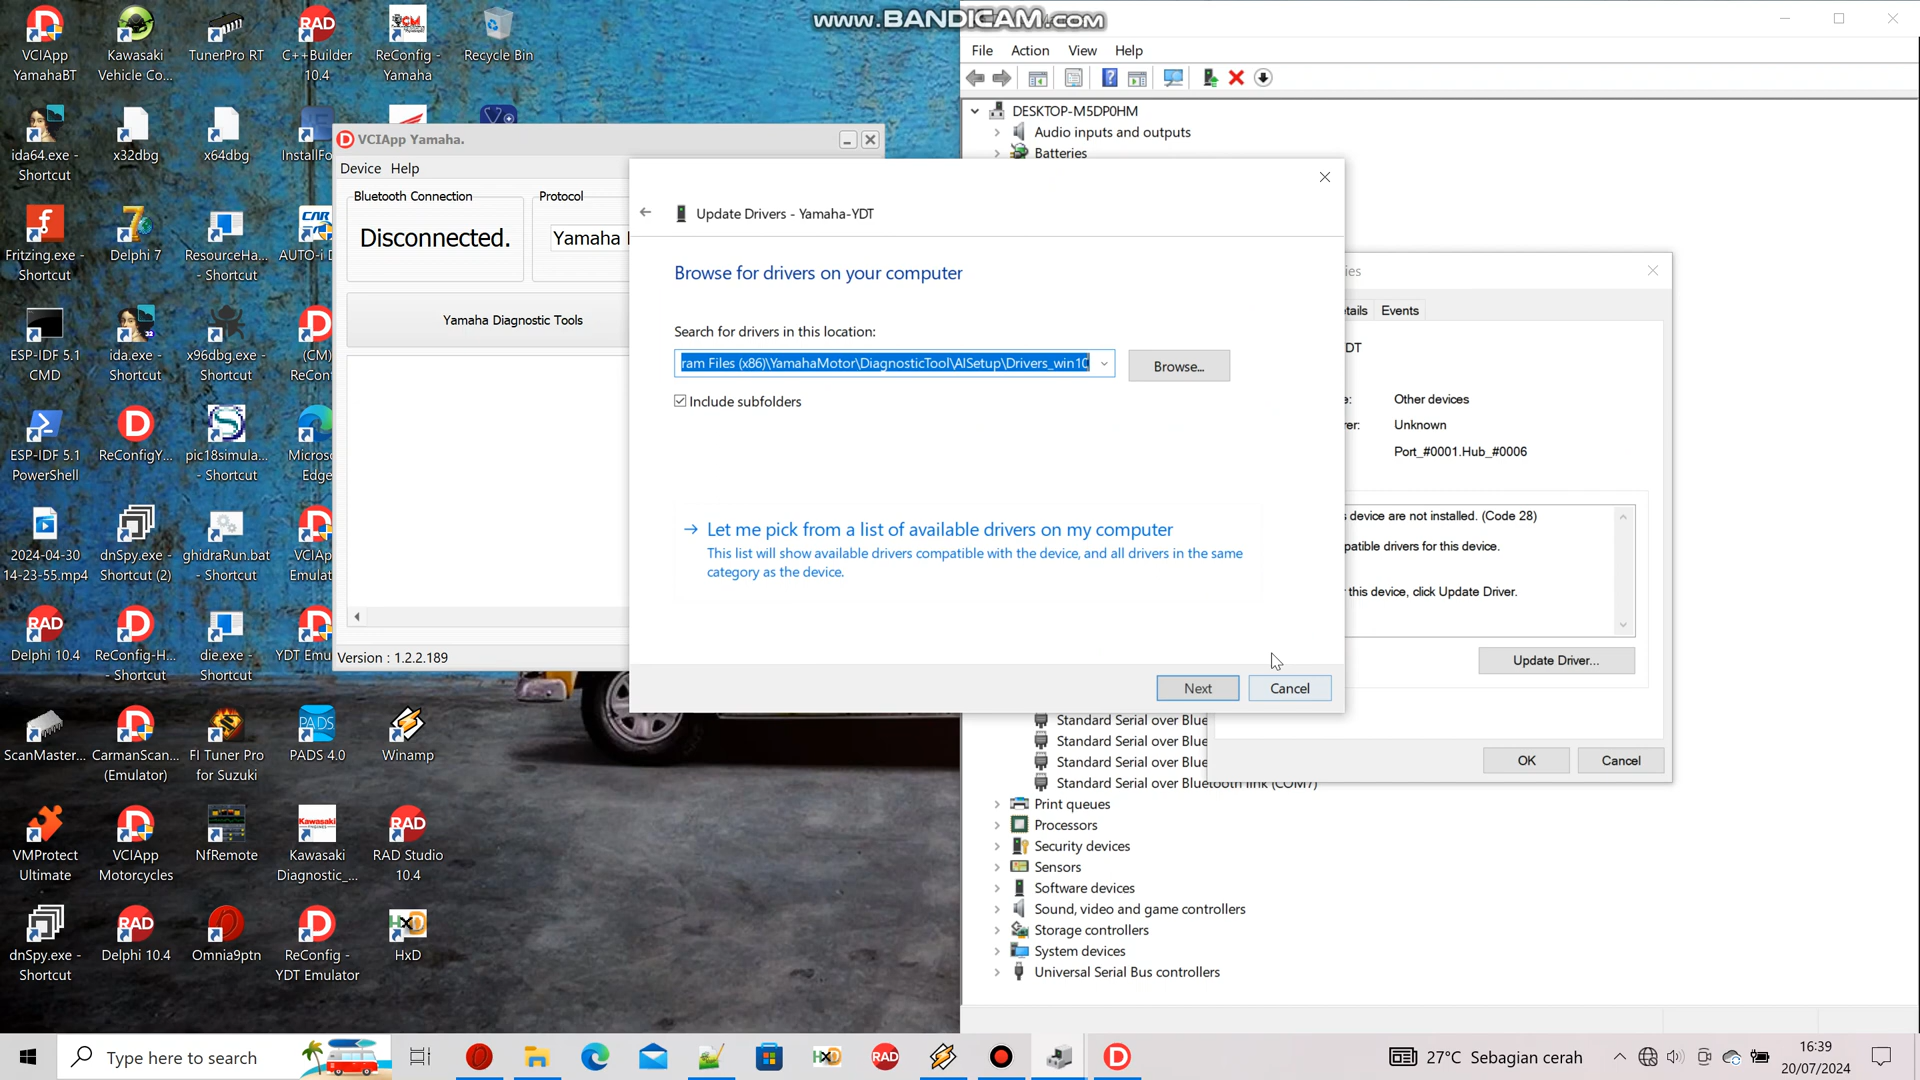 www.BANDICAM.com
VCIApp
YamahaBT
Kawasaki
Vehicle Co...
TunerPro RT
C++Builder
10.4
ReConfig -
Yamaha
Recycle Bin
ida64.exe -
Shortcut
x32dbg
x64dbg
InstallFo
Fritzing.exe -
Shortcut
Delphi 7
ResourceHa...
- Shortcut
AUTO-i D
ESP-IDF 5.1
CMD
ida.exe -
Shortcut
x96dbg.exe
- Shortcut
(CM)
ReCon
ESP-IDF 5.1
PowerShell
ReConfigY...
pic18simula...
- Shortcut
Micros
Edge
2024-04-30
14-23-55.mp4
dnSpy.exe -
Shortcut (2)
ghidraRun.bat
- Shortcut
VCIAp
Emulat
Delphi 10.4
ReConfig-H...
die.exe -
Shortcut
YDT Emu
ScanMaster...
CarmanScan...
(Emulator)
FI Tuner Pro
for Suzuki
PADS 4.0
Winamp
VMProtect
Ultimate
VCIApp
Motorcycles
NfRemote
Kawasaki
Diagnostic_...
RAD Studio
10.4
dnSpy.exe -
Shortcut
Delphi 10.4
Omnia9ptn
ReConfig -
YDT Emulator
HxD
VCIApp Yamaha.
Device Help
Bluetooth Connection
Disconnected.
Protocol
Yamaha
Yamaha Diagnostic Tools
Version : 1.2.2.189
Update Drivers - Yamaha-YDT
Browse for drivers on your computer
Search for drivers in this location:
ram Files (x86)\YamahaMotor\DiagnosticTool\AISetup\Drivers_win10
Browse...
Include subfolders
Let me pick from a list of available drivers on my computer
This list will show available drivers compatible with the device, and all drivers in the same
category as the device.
Next Cancel
File Action View Help
DESKTOP-M5DP0HM
Audio inputs and outputs
Batteries
ies
etails Events
DT
e: Other devices
rer: Unknown
Port_#0001.Hub_#0006
s device are not installed. (Code 28)
patible drivers for this device.
r this device, click Update Driver.
Update Driver...
OK Cancel
Standard Serial over Blue
Standard Serial over Blue
Standard Serial over Blue
Standard Serial over Bluetooth link (COM7)
Print queues
Processors
Security devices
Sensors
Software devices
Sound, video and game controllers
Storage controllers
System devices
Universal Serial Bus controllers
Type here to search
27°C Sebagian cerah
16:39
20/07/2024